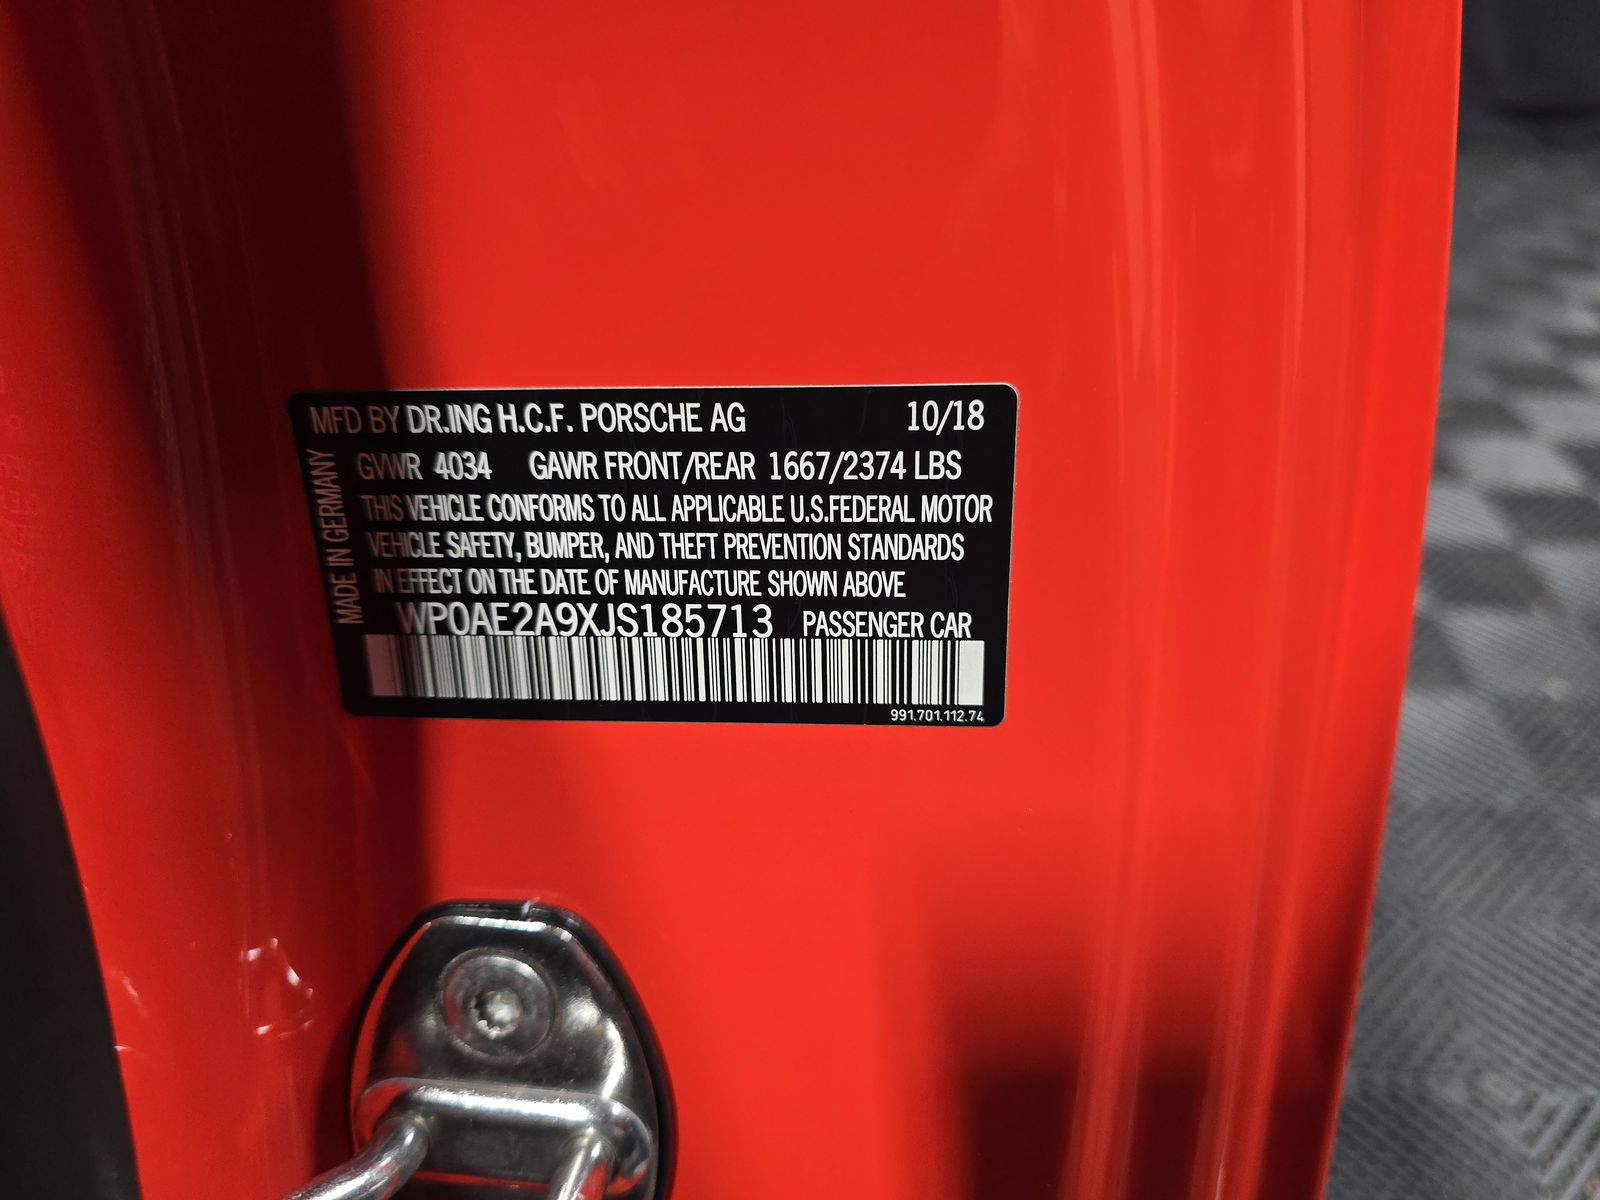 MFD BY DR.ING H.C.F. PORSCHE AG 10/18
GVWR 4034 GAWR FRONT/REAR 1667/2374 LBS
THIS VEHICLE CONFORMS TO ALL APPLICABLE U.S.FEDERAL MOTOR
VEHICLE SAFETY, BUMPER, AND THEFT PREVENTION STANDARDS
IN EFFECT ON THE DATE OF MANUFACTURE SHOWN ABOVE
WP0AE2A9XJS185713 PASSENGER CAR
991.701.112.74
MADE IN GERMANY